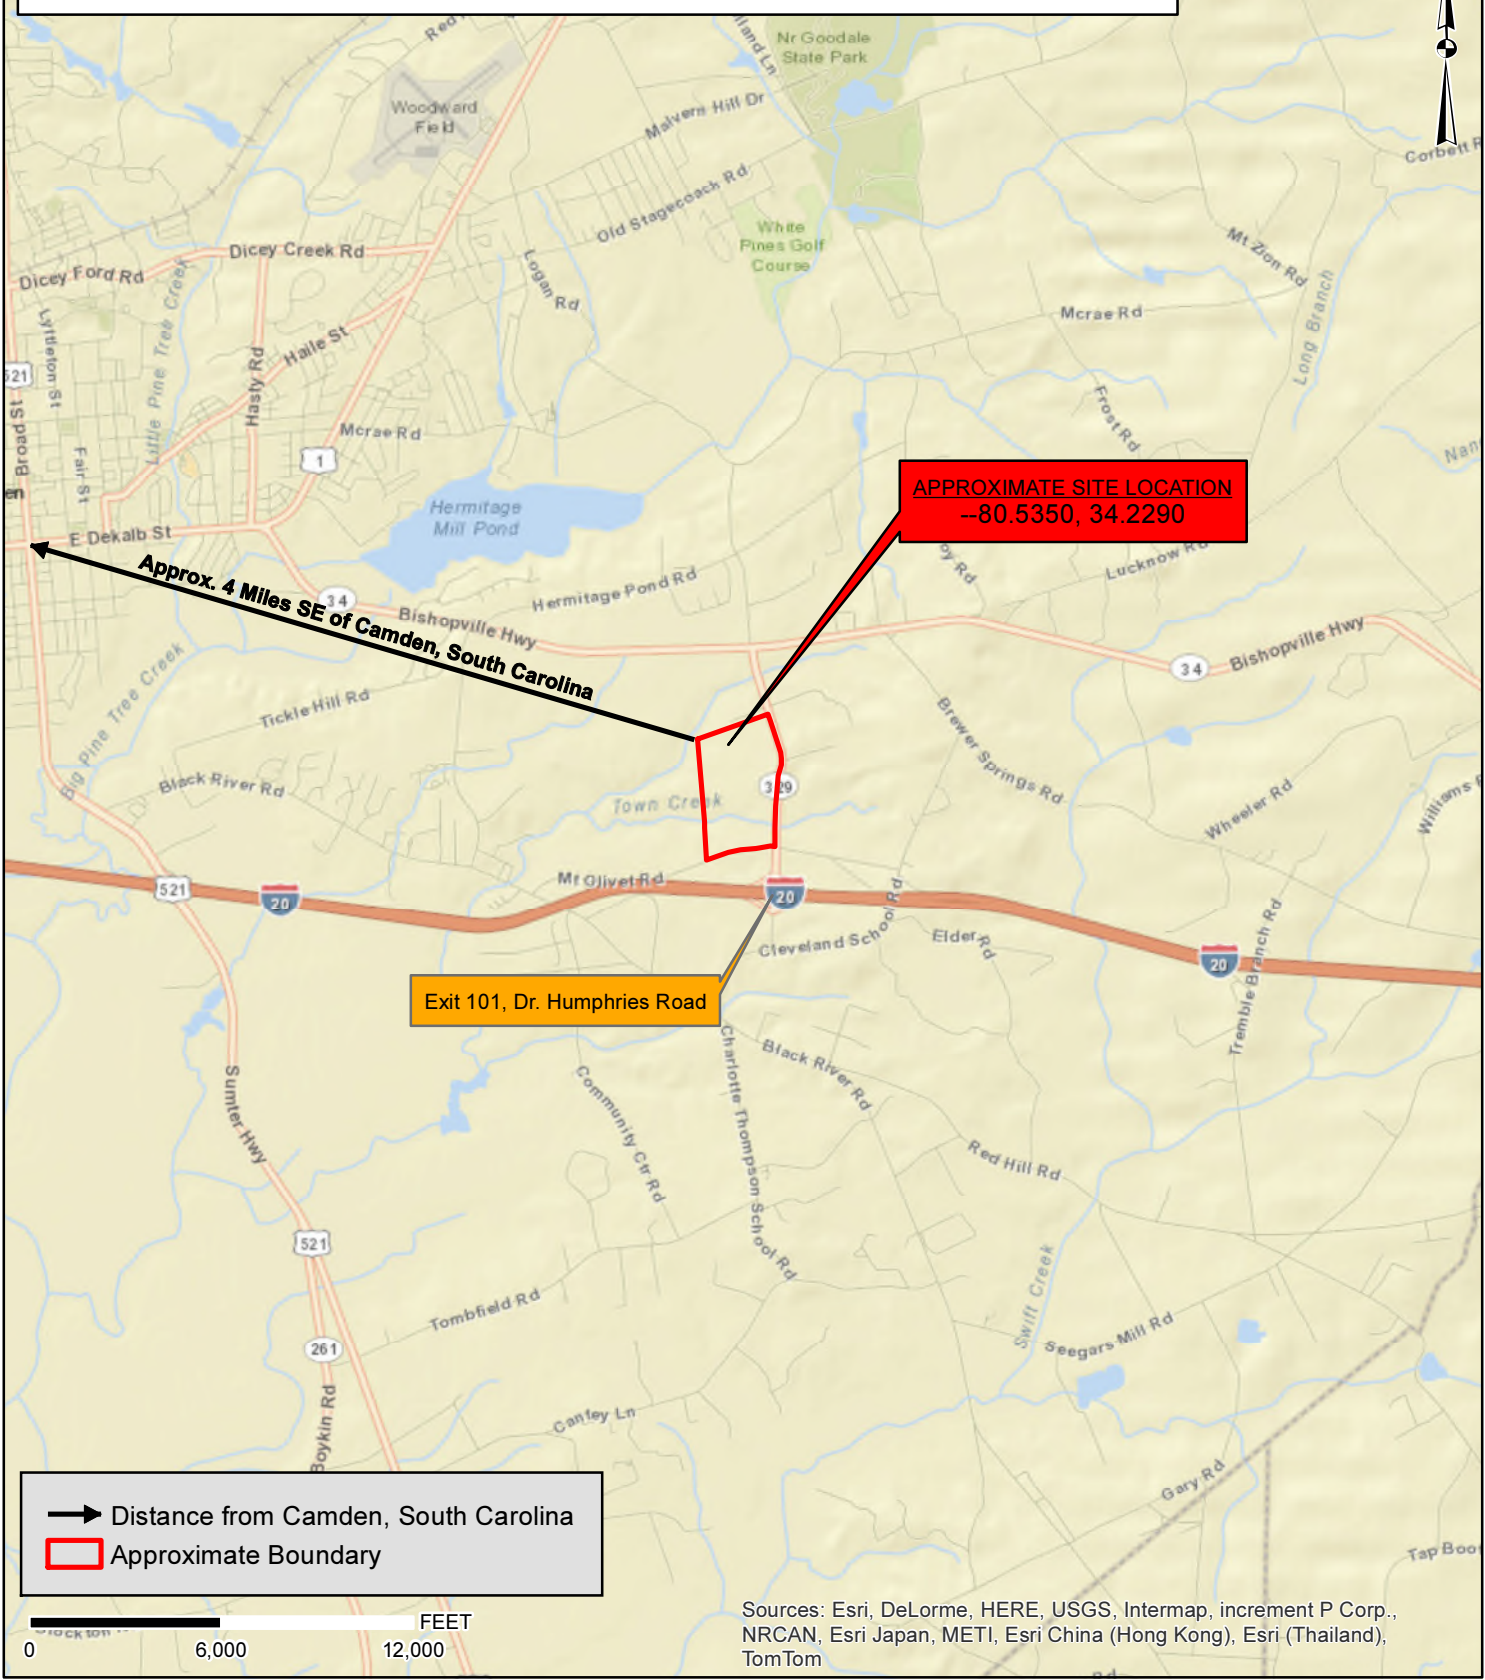 Nr Goodale
State Park
Woodward
Field
Malvern Hill Dr
Old Stagecoach Rd
White
Pines Golf
Course
Mt Zion Rd
Dicey Creek Rd
Dicey Ford Rd
Logan Rd
Lyttleton St
Little Pine Tree Creek
Haile St
Hasty Rd
Mcrae Rd
Long Branch
521
Broad St
Fair St
Mcrae Rd
Frost Rd
1
en
Hermitage
Mill Pond
APPROXIMATE SITE LOCATION
--80.5350, 34.2290
E Dekalb St
Lucknow Rd
Approx. 4 Miles SE of Camden, South Carolina
34
Hermitage Pond Rd
Bishopville Hwy
34
Bishopville Hwy
Big Pine Tree Creek
Tickle Hill Rd
Brewer Springs Rd
Black River Rd
Town Creek
329
Wheeler Rd
Williams
521
20
Mt Olivet Rd
20
Cleveland School Rd
Elder Rd
20
Tremble Branch Rd
Exit 101, Dr. Humphries Road
Sumter Hwy
Community Ctr Rd
Charlotte Thompson School Rd
Black River Rd
Red Hill Rd
521
Swift Creek
Tombfield Rd
Seegars Mill Rd
261
Boykin Rd
Cantey Ln
Gary Rd
Distance from Camden, South Carolina
Approximate Boundary
Tap Boo
FEET
0
6,000
12,000
Sources: Esri, DeLorme, HERE, USGS, Intermap, increment P Corp.,
NRCAN, Esri Japan, METI, Esri China (Hong Kong), Esri (Thailand),
TomTom